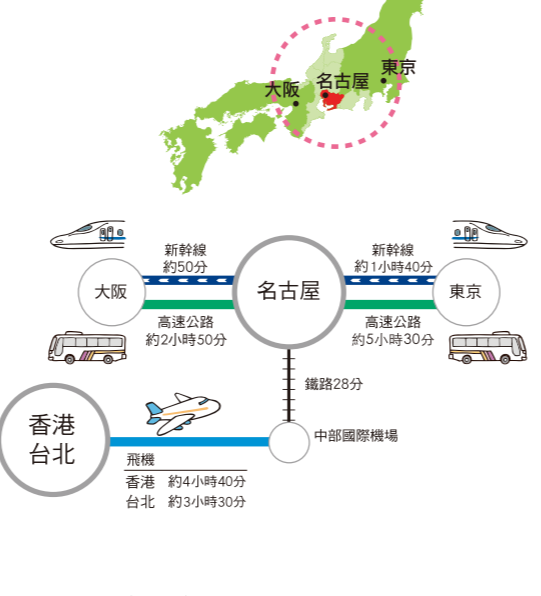 東京
名古屋
大阪
新幹線
約50分
新幹線
約1小時40分
大阪
名古屋
東京
高速公路
約2小時50分
高速公路
約5小時30分
鐵路28分
香港
台北
中部國際機場
飛機
香港 約4小時40分
台北 約3小時30分